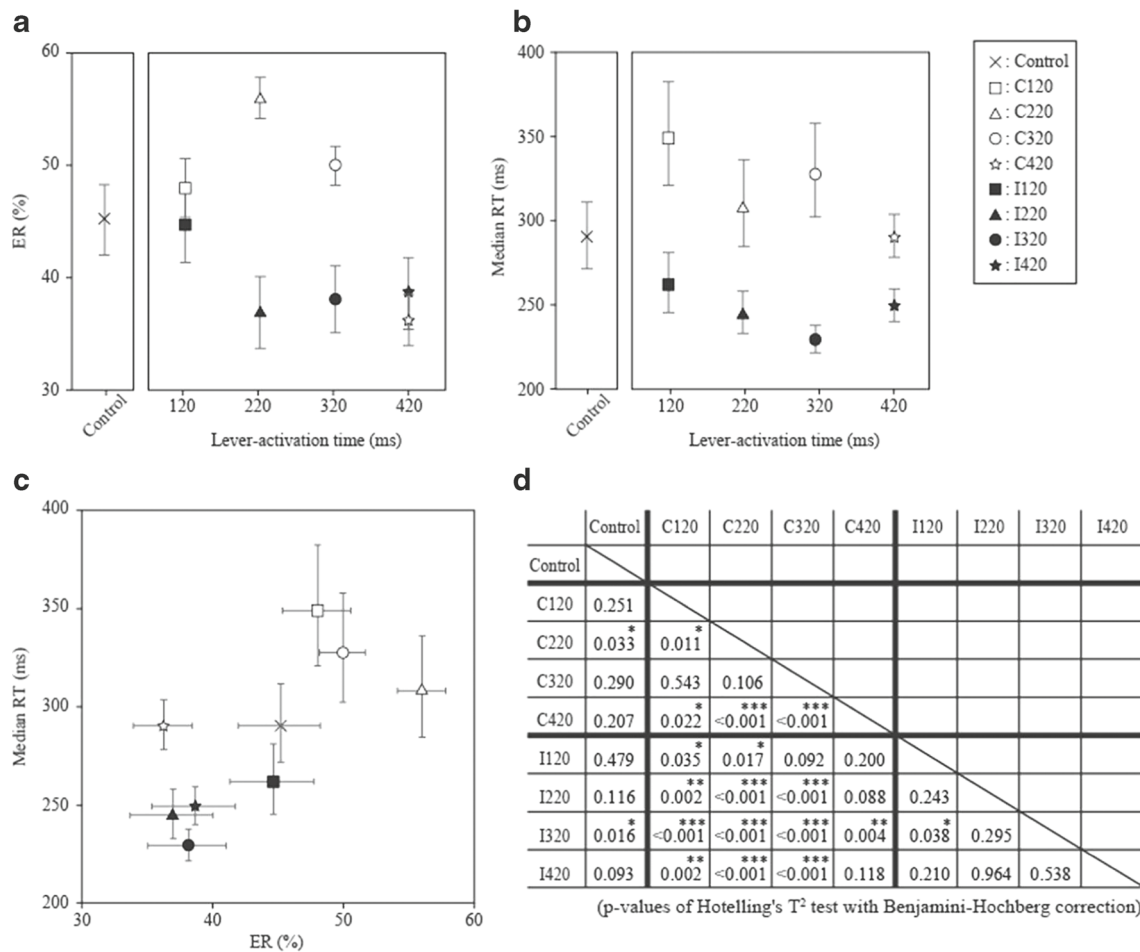 a
60
50
40
30
ER (%)
Control
120 220 320 420
Lever-activation time (ms)
b
400
350
300
250
200
Median RT (ms)
Control
120 220 320 420
Lever-activation time (ms)
: Control
: C120
: C220
: C320
: C420
: I120
: I220
: I320
: I420
c
400
350
300
250
200
Median RT (ms)
30 40 50 60
ER (%)
d
Control C120 C220 C320 C420 I120 I220 I320 I420
Control
C120 0.251
C220 0.033* 0.011*
C320 0.290 0.543 0.106
C420 0.207 0.022* <0.001*** <0.001***
I120 0.479 0.035* 0.017* 0.092 0.200
I220 0.116 0.002** <0.001*** <0.001*** 0.088 0.243
I320 0.016* <0.001*** <0.001*** <0.001*** 0.004** 0.038* 0.295
I420 0.093 0.002** <0.001*** <0.001*** 0.118 0.210 0.964 0.538
(p-values of Hotelling's T² test with Benjamini-Hochberg correction)